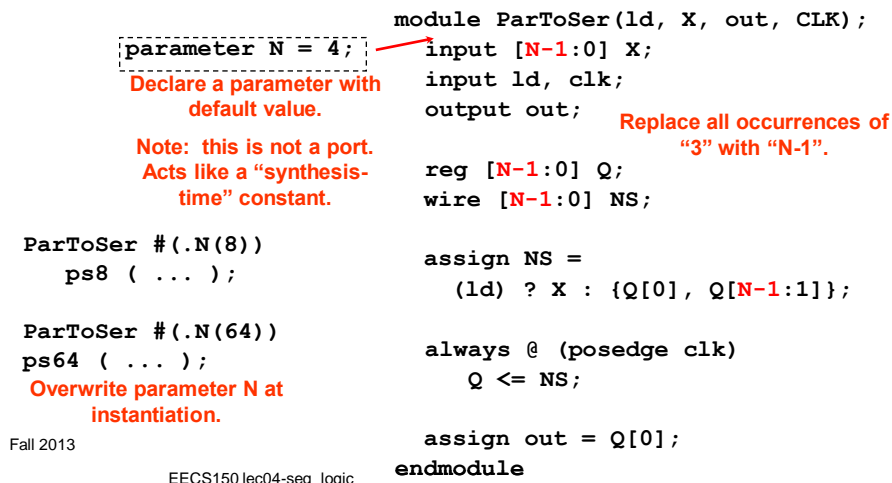 module ParToSer(ld, X, out, CLK);
parameter N = 4;
input [N-1:0] X;
input ld, clk;
output out;
Declare a parameter with
default value.
Note: this is not a port.
Acts like a “synthesis-
time” constant.
Replace all occurrences of
“3” with “N-1”.
reg [N-1:0] Q;
wire [N-1:0] NS;
ParToSer #(.N(8))
ps8 ( ... );
ParToSer #(.N(64))
ps64 ( ... );
Overwrite parameter N at
instantiation.
assign NS =
(ld) ? X : {Q[0], Q[N-1:1]};
always @ (posedge clk)
Q <= NS;
assign out = Q[0];
endmodule
Fall 2013
EECS150 lec04-seq_logic